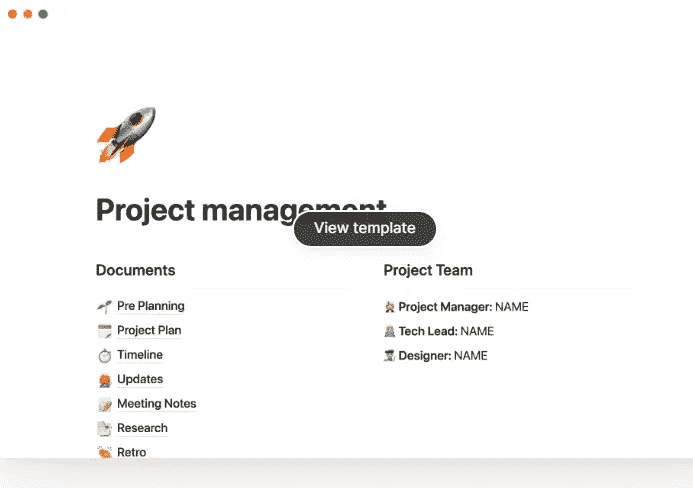 Project management
View template
Documents
Pre Planning
Project Plan
Timeline
Updates
Meeting Notes
Research
Retro
Project Team
Project Manager: NAME
Tech Lead: NAME
Designer: NAME